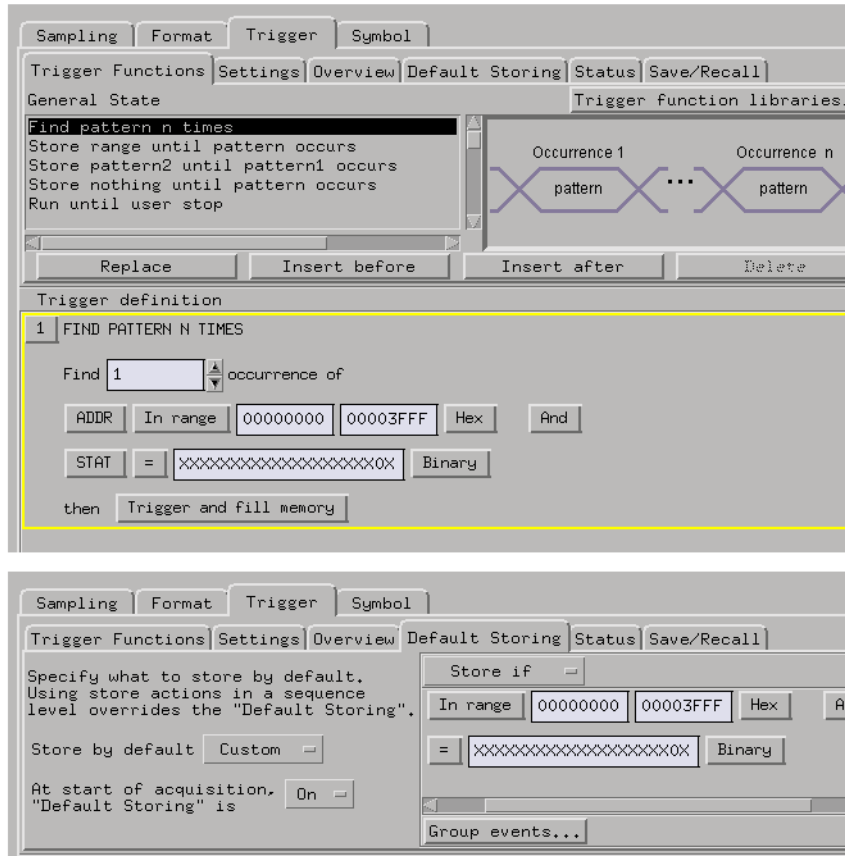 Sampling Format Trigger Symbol
Trigger Functions Settings Overview Default Storing Status Save/Recall
General State Trigger function libraries.
Find pattern n times
Store range until pattern occurs
Store pattern2 until pattern1 occurs
Store nothing until pattern occurs
Run until user stop
Occurrence 1 Occurrence n
pattern ... pattern
Replace Insert before Insert after Delete
Trigger definition
1 FIND PATTERN N TIMES
Find 1 occurrence of
ADDR In range 00000000 00003FFF Hex And
STAT = XXXXXXXXXXXXXXXXXXX0X Binary
then Trigger and fill memory
Sampling Format Trigger Symbol
Trigger Functions Settings Overview Default Storing Status Save/Recall
Specify what to store by default.
Using store actions in a sequence
level overrides the "Default Storing".
Store by default Custom
At start of acquisition,
"Default Storing" is On
Store if
In range 00000000 00003FFF Hex A
= XXXXXXXXXXXXXXXXXXX0X Binary
Group events...